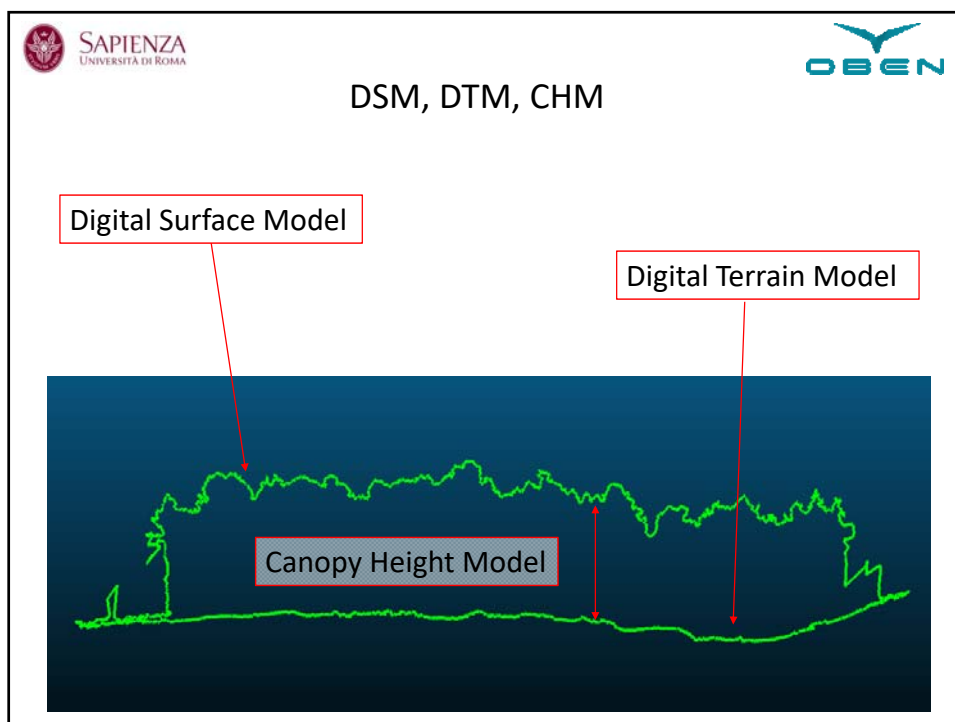 SAPIENZA
UNIVERSITÀ DI ROMA
OBEN
DSM, DTM, CHM
Digital Surface Model
Digital Terrain Model
Canopy Height Model